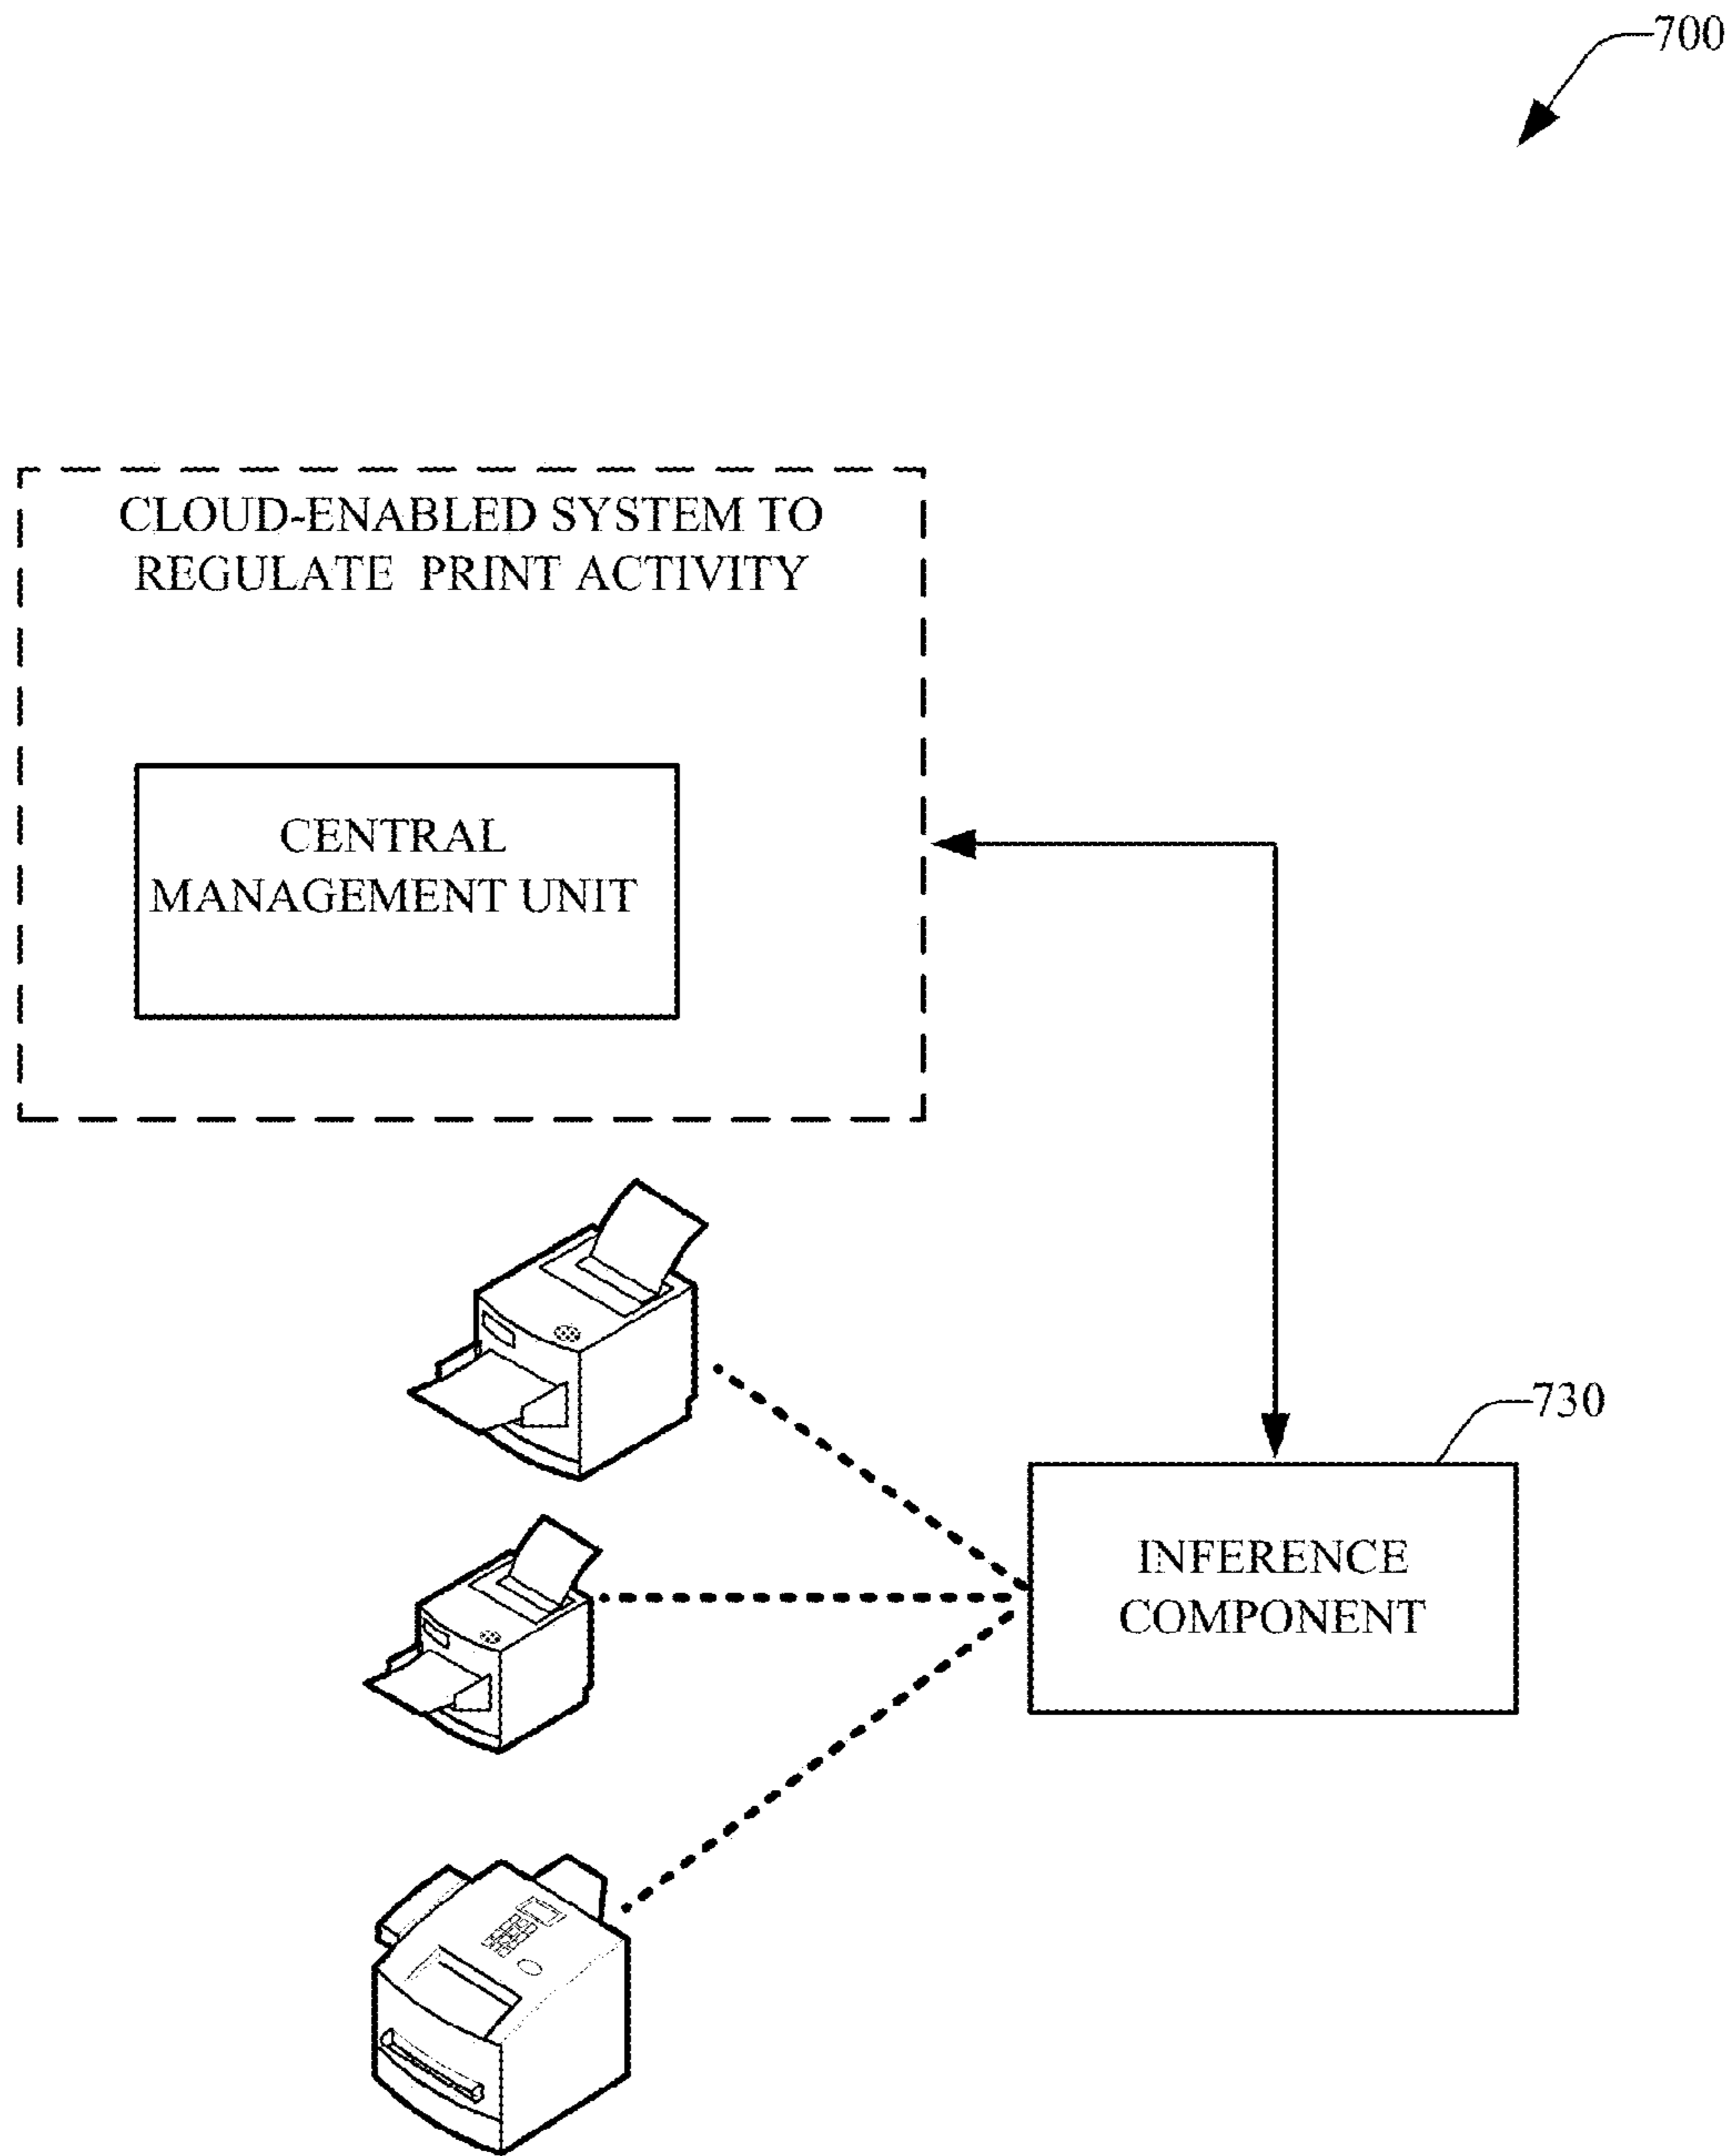 700
CLOUD-ENABLED SYSTEM TO
REGULATE PRINT ACTIVITY
CENTRAL
MANAGEMENT UNIT
730
INFERENCE
COMPONENT